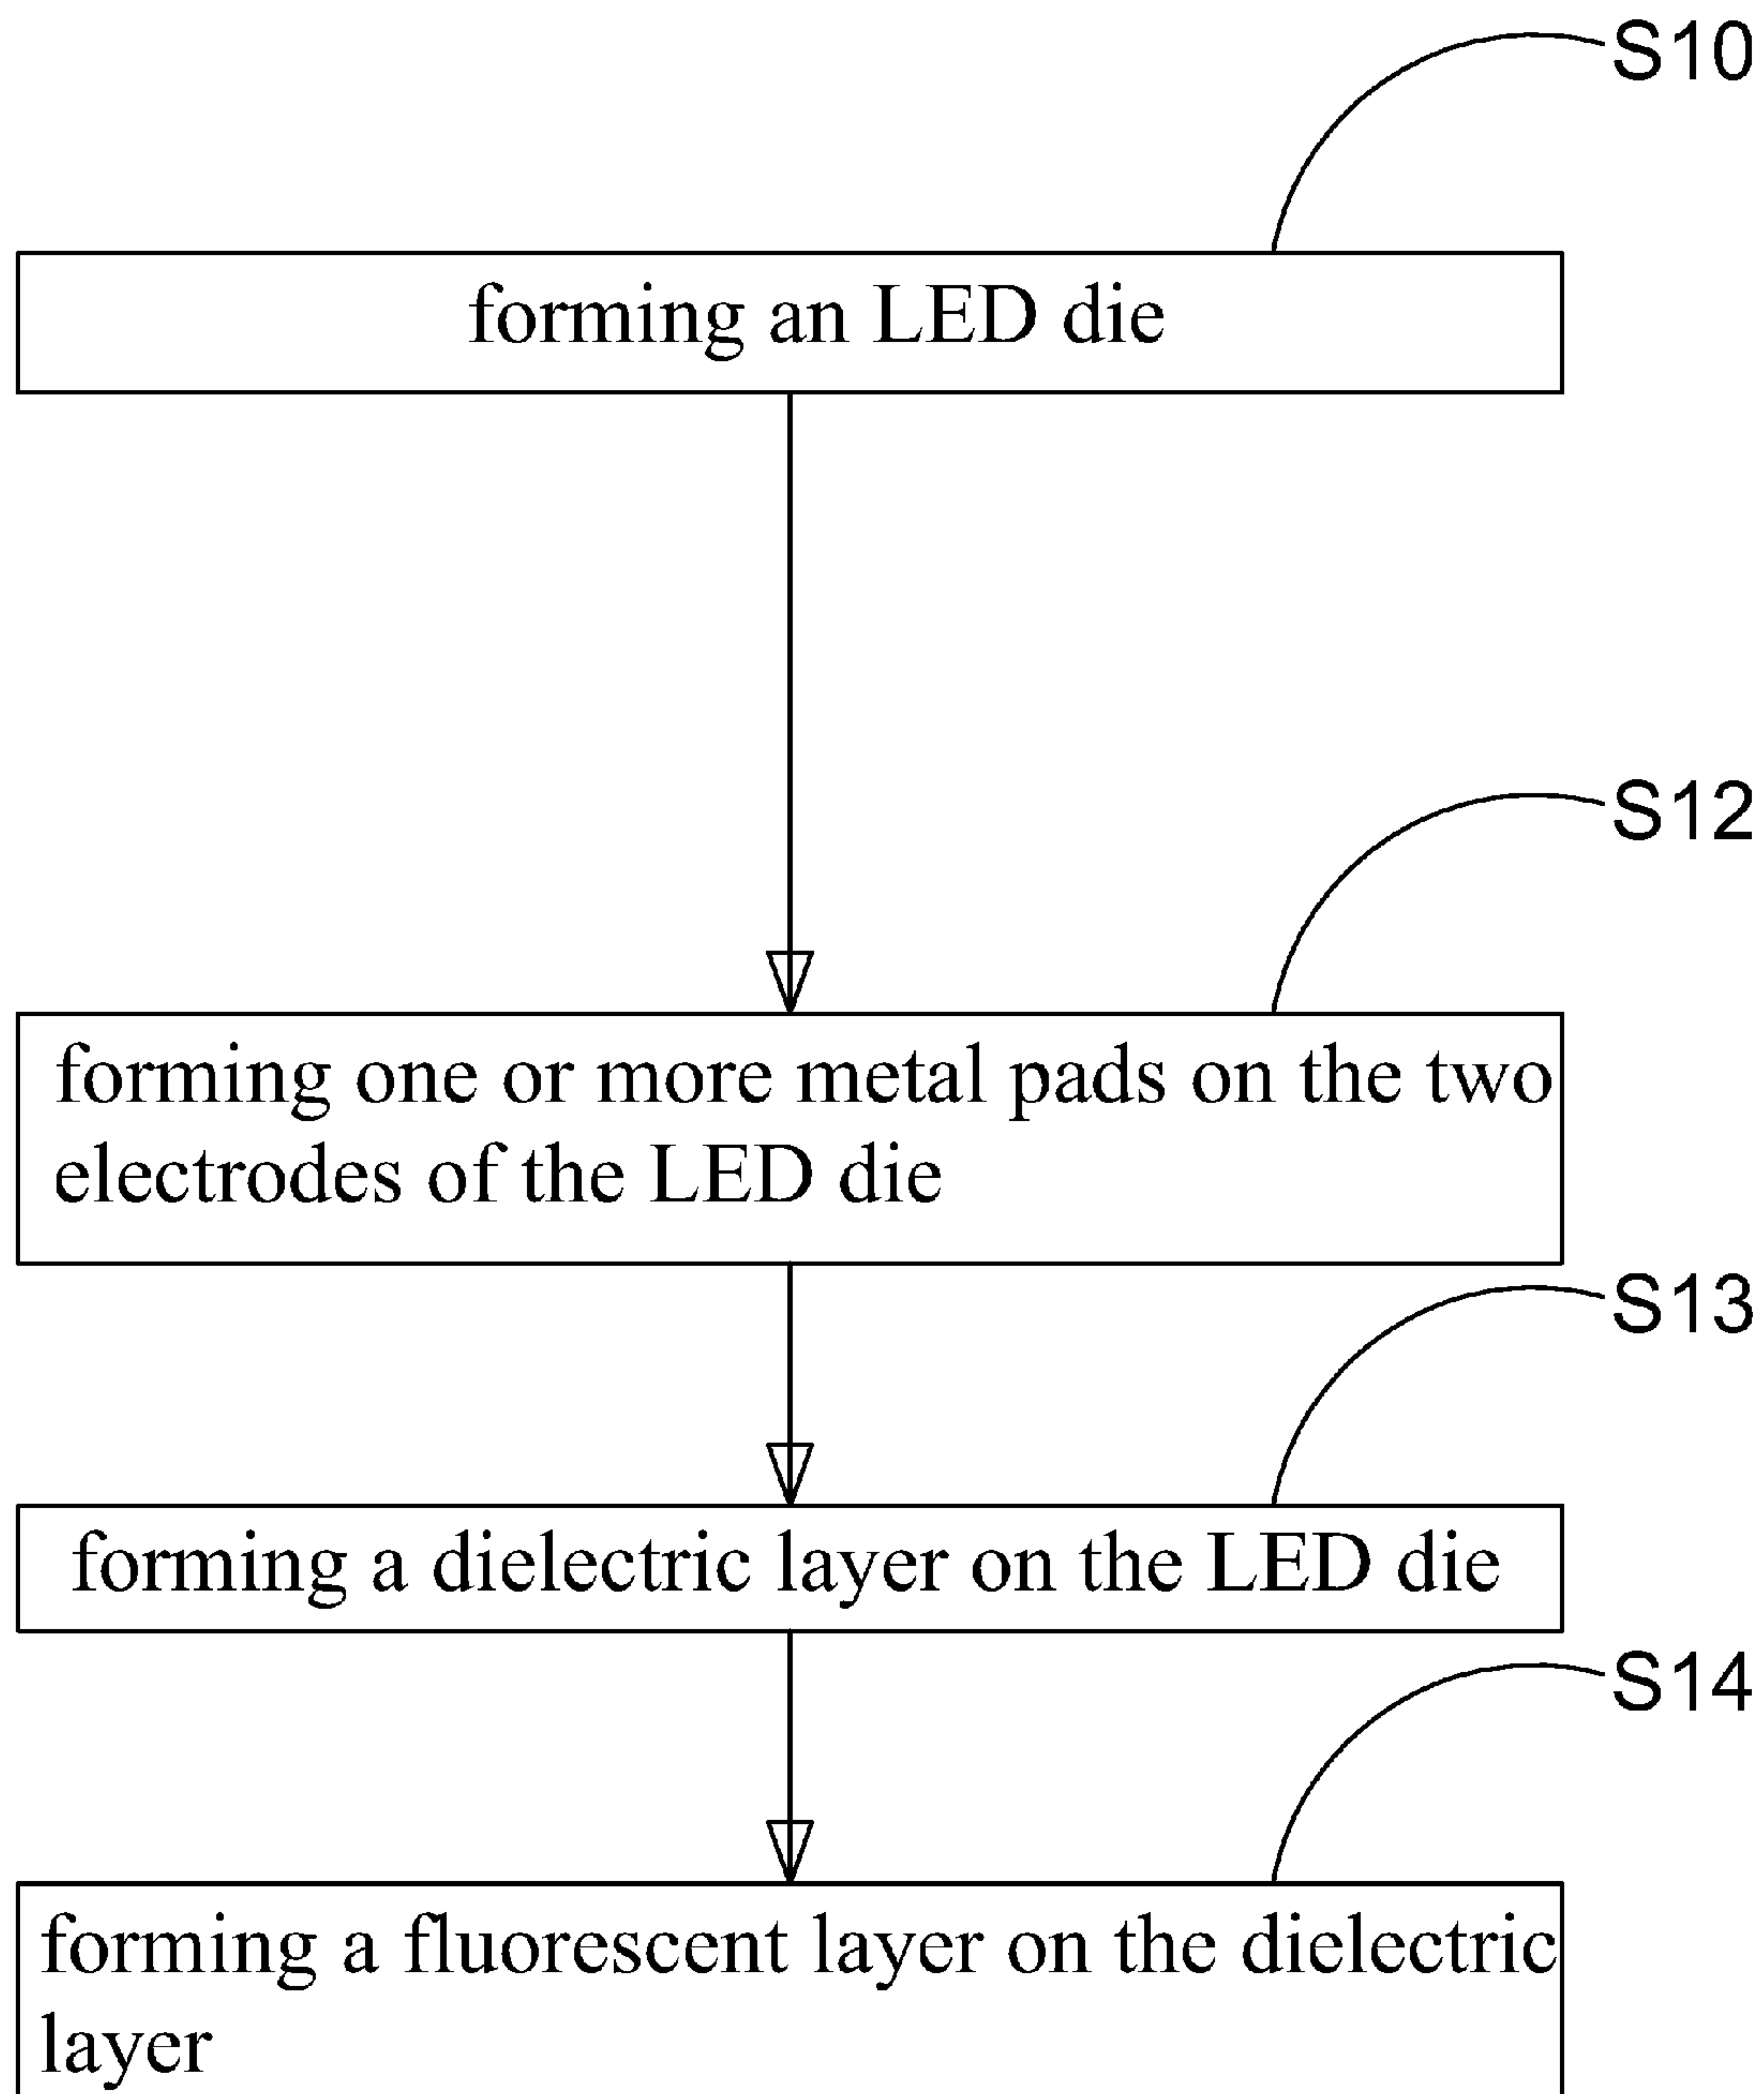 S10
forming an LED die
S12
forming one or more metal pads on the two
electrodes of the LED die
S13
forming a dielectric layer on the LED die
S14
forming a fluorescent layer on the dielectric
layer